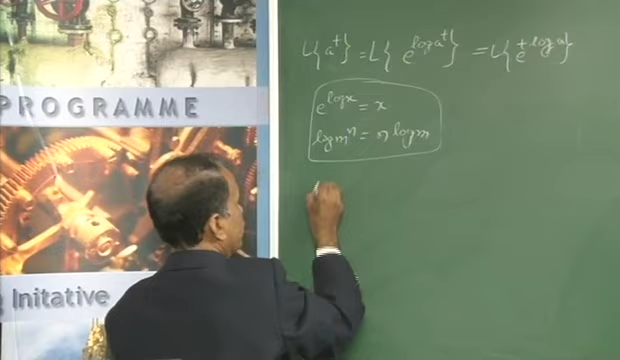 L{a^t} = L{e^{log a^t}} = L{e^{t log a}}
e^{log x} = x
log m^n = n log m
PROGRAMME
Initative